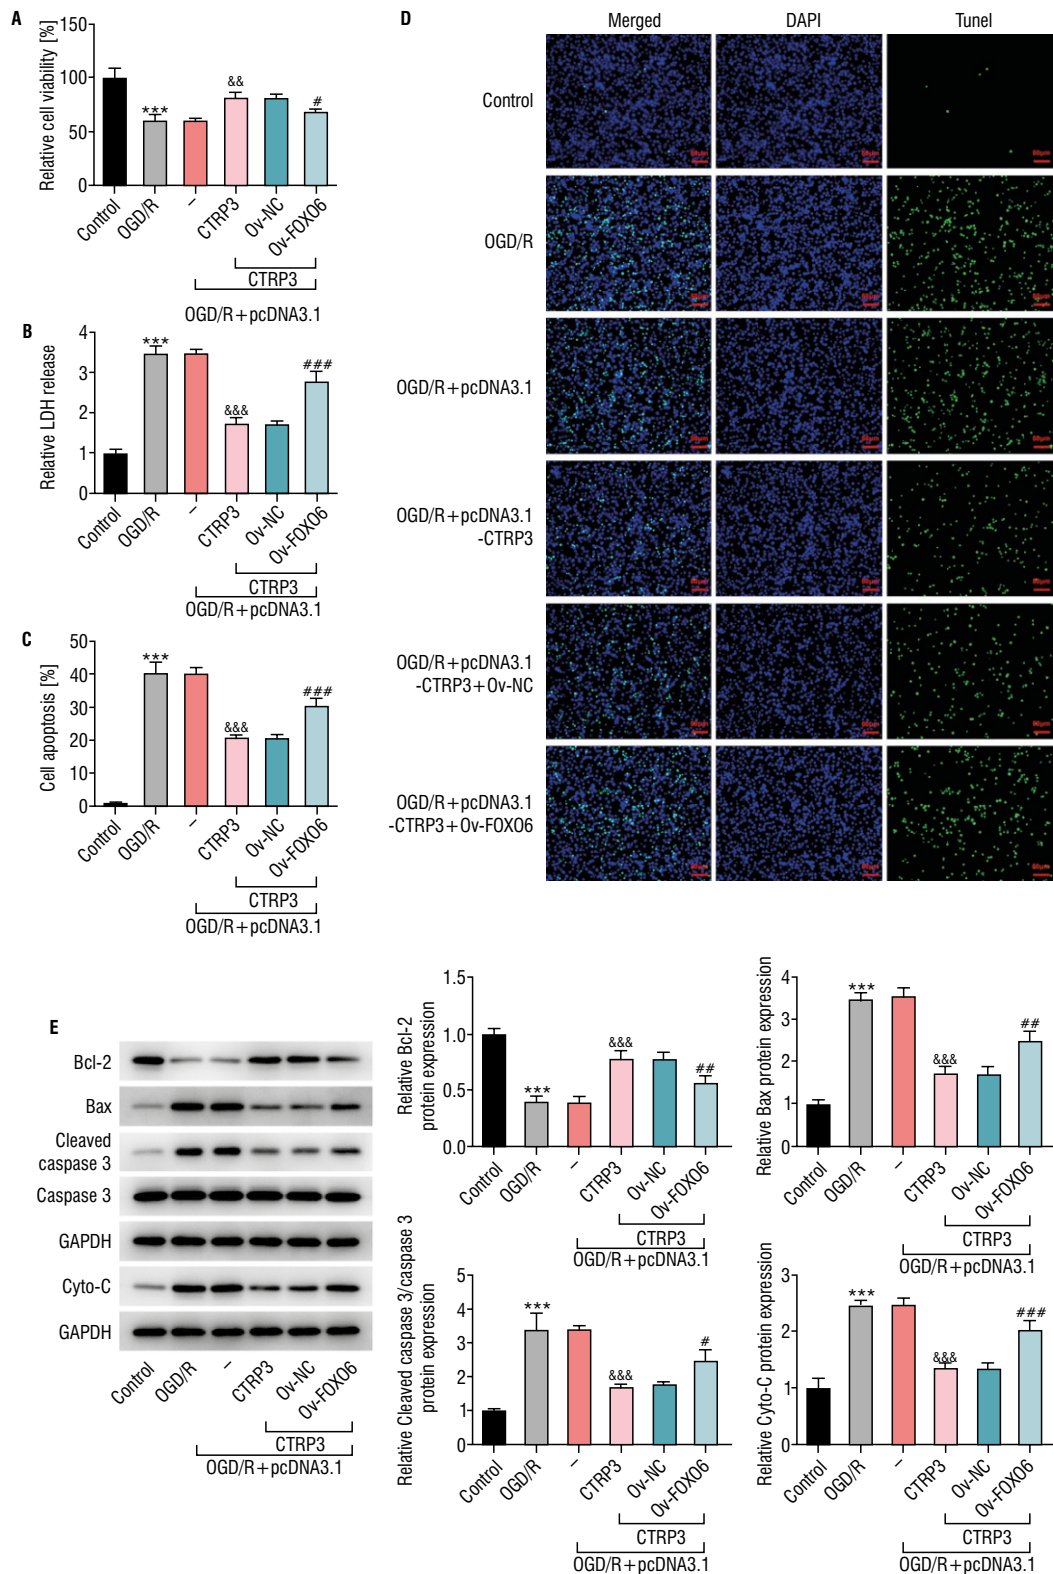 A
Relative cell viability [%]
150
100
50
0
***
&&
#
Control
OGD/R
–
CTRP3
Ov-NC
Ov-FOXO6
CTRP3
OGD/R+pcDNA3.1
B
Relative LDH release
4
3
2
1
0
***
&&&
###
Control
OGD/R
–
CTRP3
Ov-NC
Ov-FOXO6
CTRP3
OGD/R+pcDNA3.1
C
Cell apoptosis [%]
50
40
30
20
10
0
***
&&&
###
Control
OGD/R
–
CTRP3
Ov-NC
Ov-FOXO6
CTRP3
OGD/R+pcDNA3.1
D
Merged
DAPI
Tunel
Control
OGD/R
OGD/R+pcDNA3.1
OGD/R+pcDNA3.1
-CTRP3
OGD/R+pcDNA3.1
-CTRP3+Ov-NC
OGD/R+pcDNA3.1
-CTRP3+Ov-FOXO6
E
Bcl-2
Bax
Cleaved
caspase 3
Caspase 3
GAPDH
Cyto-C
GAPDH
Control
OGD/R
–
CTRP3
Ov-NC
Ov-FOXO6
CTRP3
OGD/R+pcDNA3.1
Relative Bcl-2
protein expression
1.5
1.0
0.5
0.0
***
&&&
##
Control
OGD/R
–
CTRP3
Ov-NC
Ov-FOXO6
CTRP3
OGD/R+pcDNA3.1
Relative Bax protein expression
4
3
2
1
0
***
&&&
##
Control
OGD/R
–
CTRP3
Ov-NC
Ov-FOXO6
CTRP3
OGD/R+pcDNA3.1
Relative Cleaved caspase 3/caspase 3
protein expression
5
4
3
2
1
0
***
&&&
#
Control
OGD/R
–
CTRP3
Ov-NC
Ov-FOXO6
CTRP3
OGD/R+pcDNA3.1
Relative Cyto-C protein expression
3
2
1
0
***
&&&
###
Control
OGD/R
–
CTRP3
Ov-NC
Ov-FOXO6
CTRP3
OGD/R+pcDNA3.1